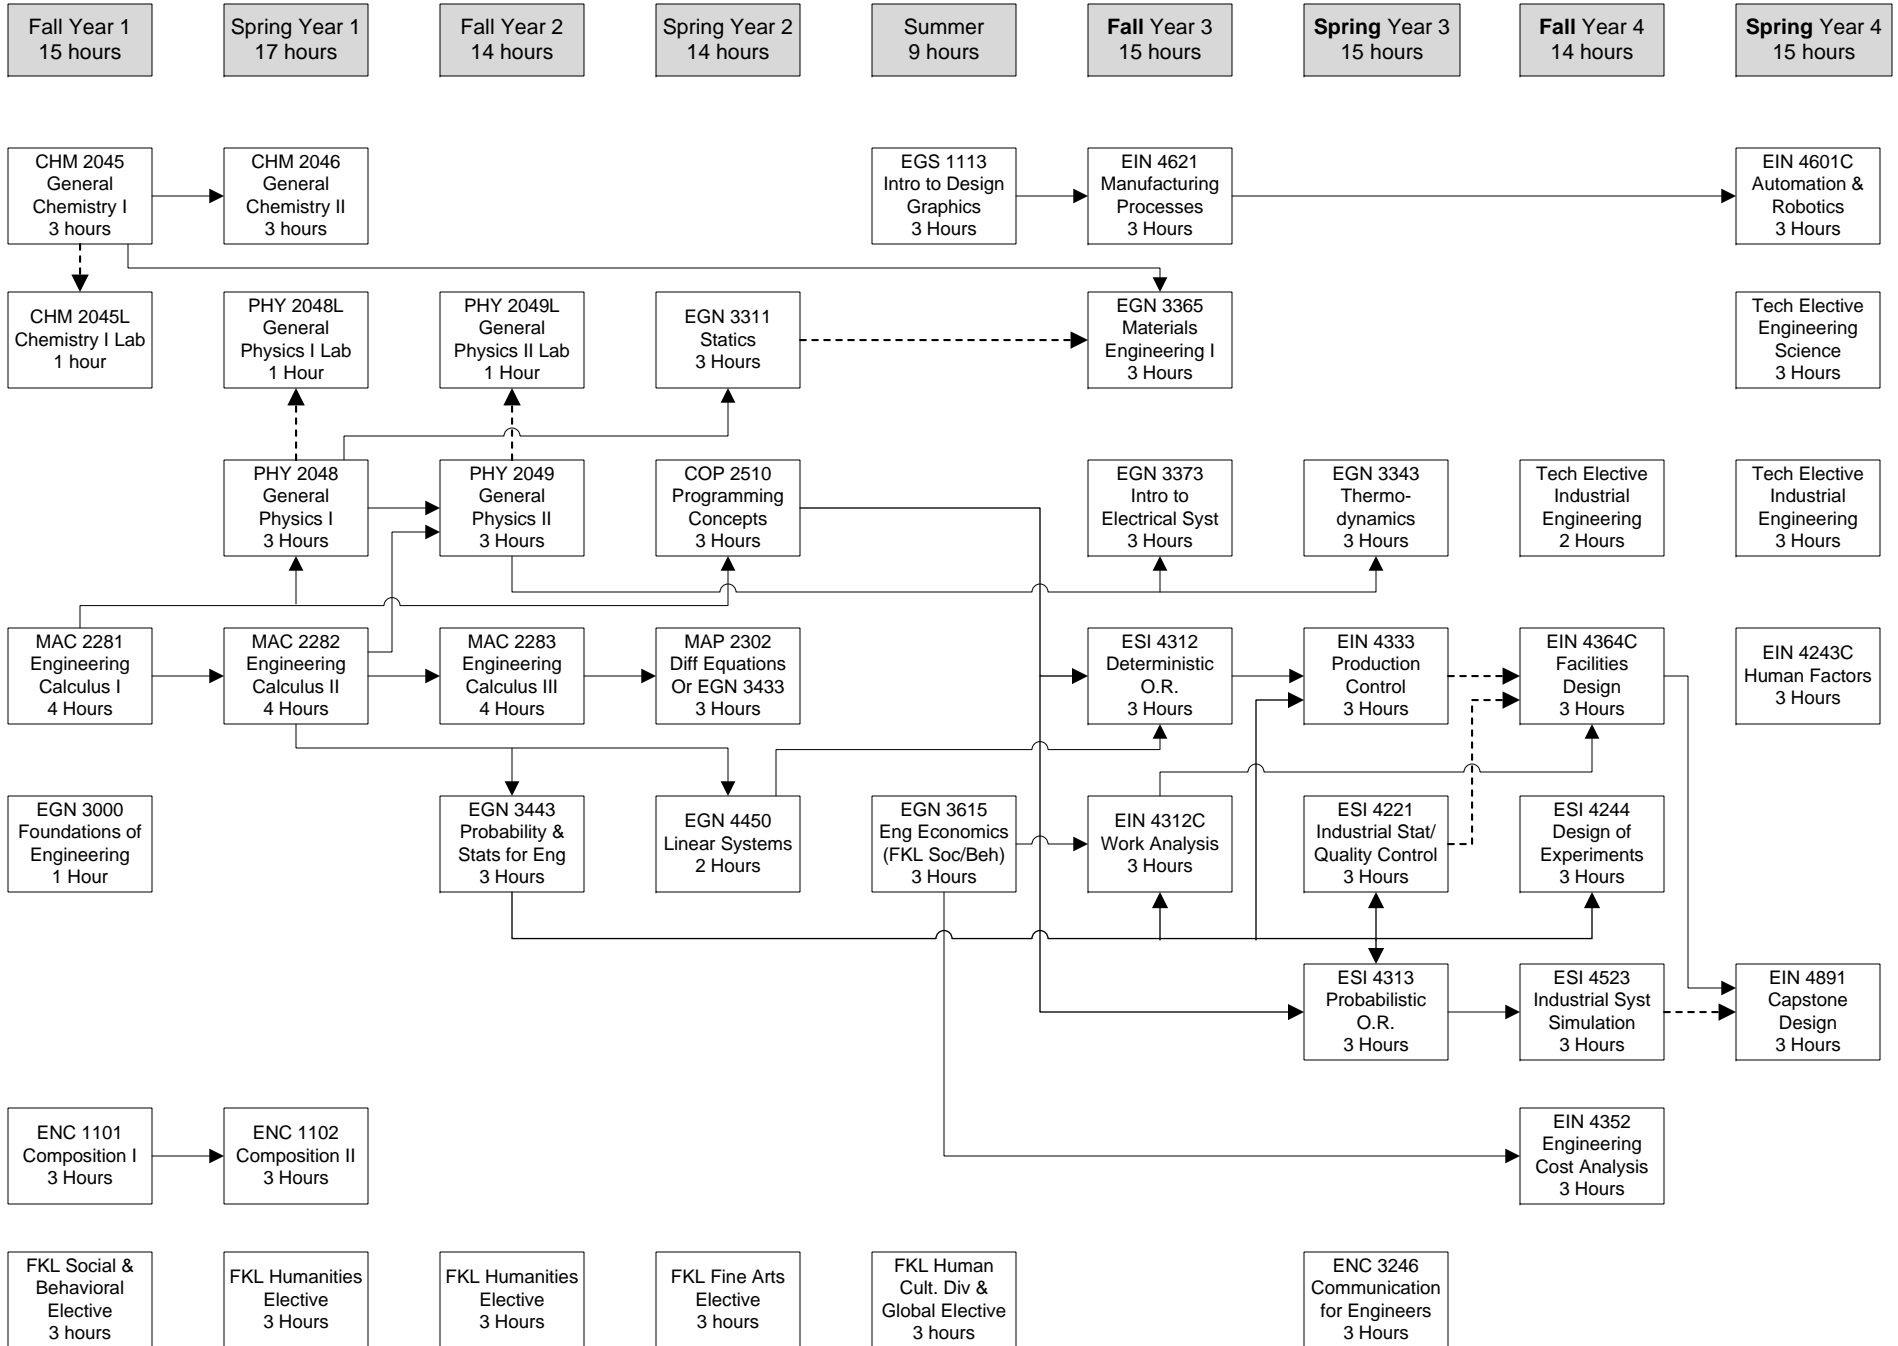 Fall Year 1
15 hours
Spring Year 1
17 hours
Fall Year 2
14 hours
Spring Year 2
14 hours
Summer
9 hours
Fall Year 3
15 hours
Spring Year 3
15 hours
Fall Year 4
14 hours
Spring Year 4
15 hours
CHM 2045
General
Chemistry I
3 hours
CHM 2046
General
Chemistry II
3 hours
EGS 1113
Intro to Design
Graphics
3 Hours
EIN 4621
Manufacturing
Processes
3 Hours
EIN 4601C
Automation &
Robotics
3 Hours
CHM 2045L
Chemistry I Lab
1 hour
PHY 2048L
General
Physics I Lab
1 Hour
PHY 2049L
General
Physics II Lab
1 Hour
EGN 3311
Statics
3 Hours
EGN 3365
Materials
Engineering I
3 Hours
Tech Elective
Engineering
Science
3 Hours
PHY 2048
General
Physics I
3 Hours
PHY 2049
General
Physics II
3 Hours
COP 2510
Programming
Concepts
3 Hours
EGN 3373
Intro to
Electrical Syst
3 Hours
EGN 3343
Thermo-
dynamics
3 Hours
Tech Elective
Industrial
Engineering
2 Hours
Tech Elective
Industrial
Engineering
3 Hours
MAC 2281
Engineering
Calculus I
4 Hours
MAC 2282
Engineering
Calculus II
4 Hours
MAC 2283
Engineering
Calculus III
4 Hours
MAP 2302
Diff Equations
Or EGN 3433
3 Hours
ESI 4312
Deterministic
O.R.
3 Hours
EIN 4333
Production
Control
3 Hours
EIN 4364C
Facilities
Design
3 Hours
EIN 4243C
Human Factors
3 Hours
EGN 3000
Foundations of
Engineering
1 Hour
EGN 3443
Probability &
Stats for Eng
3 Hours
EGN 4450
Linear Systems
2 Hours
EGN 3615
Eng Economics
(FKL Soc/Beh)
3 Hours
EIN 4312C
Work Analysis
3 Hours
ESI 4221
Industrial Stat/
Quality Control
3 Hours
ESI 4244
Design of
Experiments
3 Hours
ESI 4313
Probabilistic
O.R.
3 Hours
ESI 4523
Industrial Syst
Simulation
3 Hours
EIN 4891
Capstone
Design
3 Hours
ENC 1101
Composition I
3 Hours
ENC 1102
Composition II
3 Hours
EIN 4352
Engineering
Cost Analysis
3 Hours
FKL Social &
Behavioral
Elective
3 hours
FKL Humanities
Elective
3 Hours
FKL Humanities
Elective
3 Hours
FKL Fine Arts
Elective
3 hours
FKL Human
Cult. Div &
Global Elective
3 hours
ENC 3246
Communication
for Engineers
3 Hours